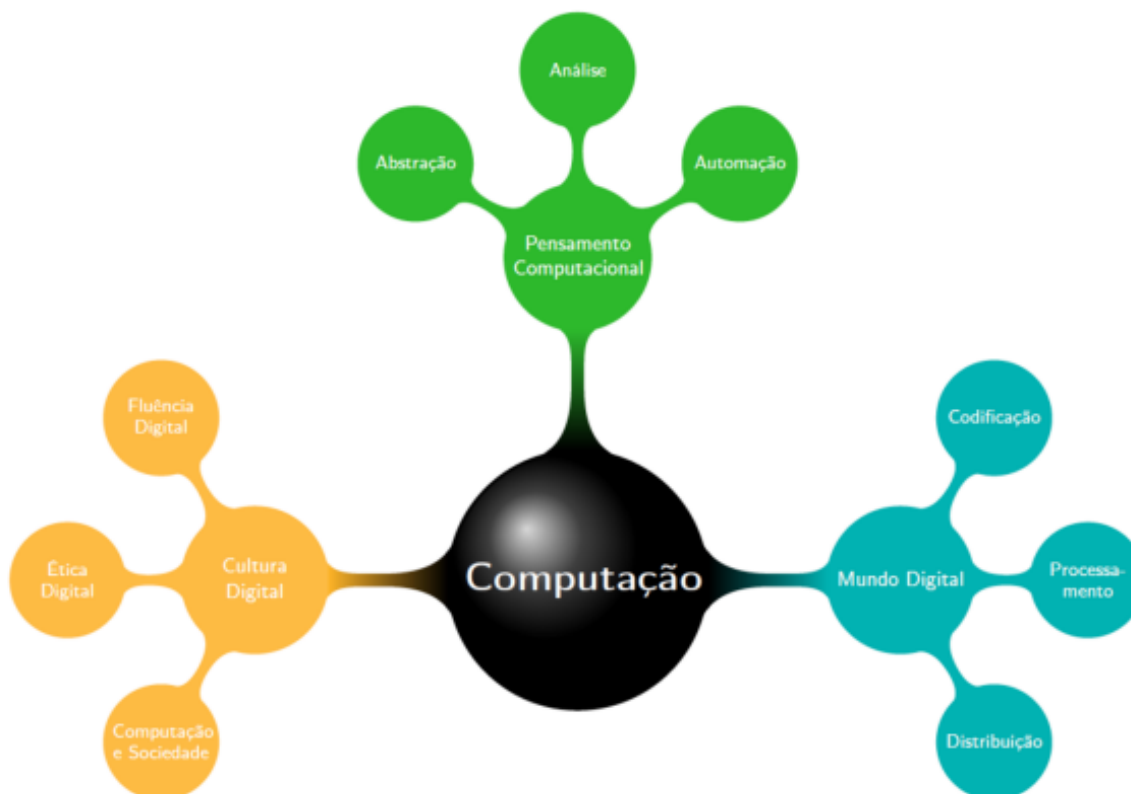 Análise
Abstração
Automação
Pensamento
Computacional
Fluência
Digital
Ética
Digital
Cultura
Digital
Computação
e Sociedade
Computação
Mundo Digital
Codificação
Processa-
mento
Distribuição